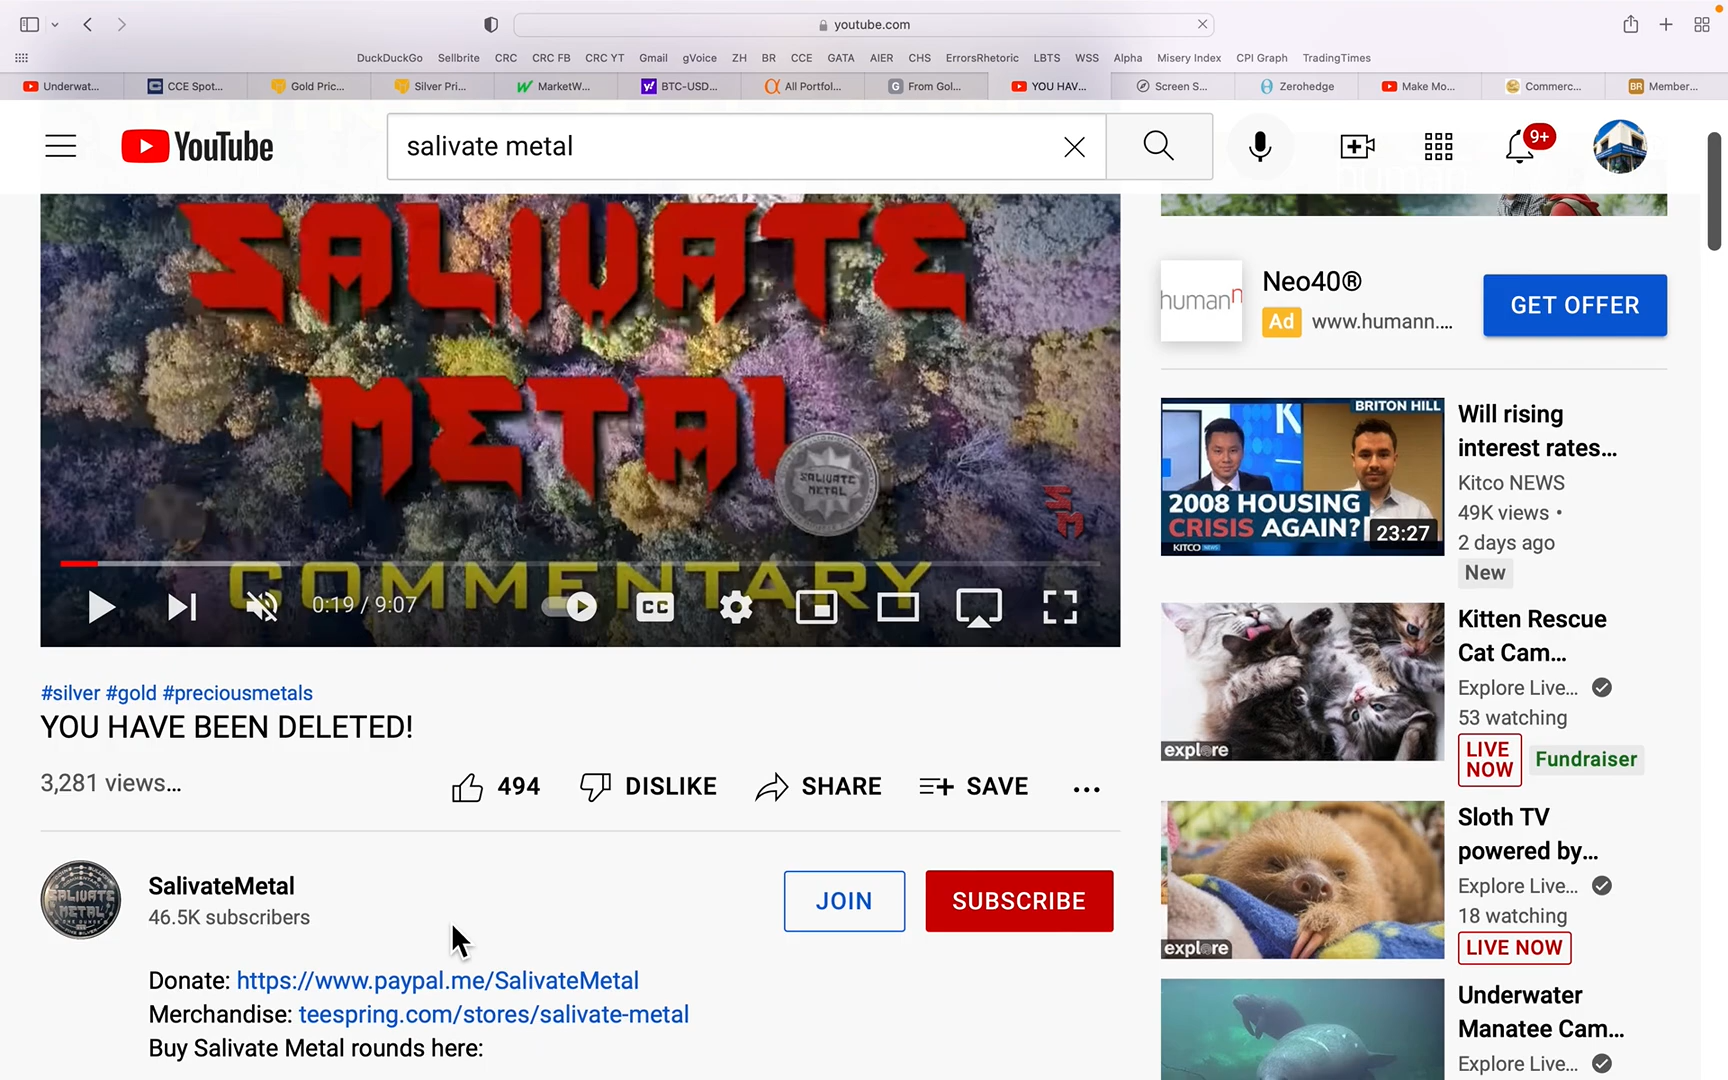 youtube.com
DuckDuckGo Sellbrite CRC CRC FB CRC YT Gmail gVoice ZH BR CCE GATA AIER CHS ErrorsRhetoric LBTS WSS Alpha Misery Index CPI Graph TradingTimes
Underwat... CCE Spot... Gold Pric... Silver Pri... MarketW... BTC-USD... All Portfol... From Gol... YOU HAV... Screen S... Zerohedge Make Mo... Commerc... Member...
YouTube
salivate metal
9+
SALIVATE
METAL
SALIVATE
METAL
SM
COMMENTARY
0:19 / 9:07
CC
#silver #gold #preciousmetals
YOU HAVE BEEN DELETED!
3,281 views...
494 DISLIKE SHARE SAVE ...
SalivateMetal
46.5K subscribers
JOIN
SUBSCRIBE
Donate: https://www.paypal.me/SalivateMetal
Merchandise: teespring.com/stores/salivate-metal
Buy Salivate Metal rounds here:
humann
Neo40®
Ad www.humann....
GET OFFER
BRITON HILL
2008 HOUSING
CRISIS AGAIN?
KITCO NEWS
23:27
Will rising
interest rates...
Kitco NEWS
49K views •
2 days ago
New
explore
Kitten Rescue
Cat Cam...
Explore Live...
53 watching
LIVE
NOW
Fundraiser
explore
Sloth TV
powered by...
Explore Live...
18 watching
LIVE NOW
Underwater
Manatee Cam...
Explore Live...